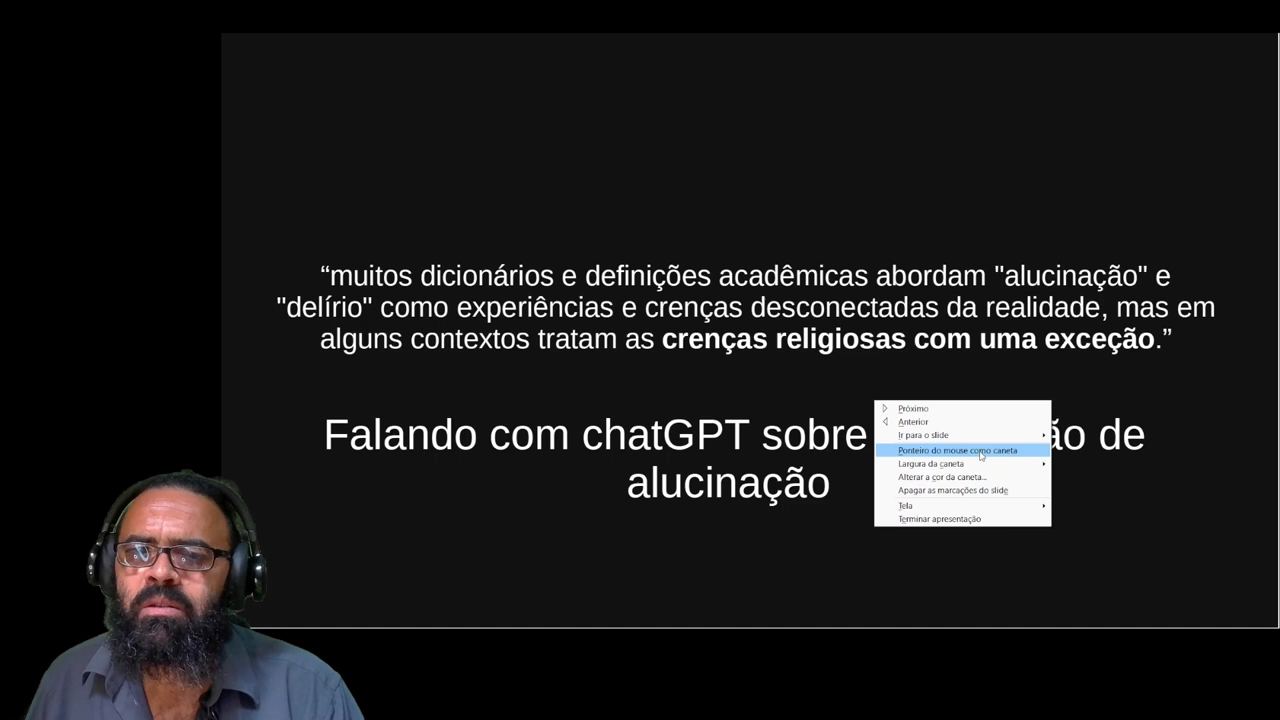 “muitos dicionários e definições acadêmicas abordam "alucinação" e
"delírio" como experiências e crenças desconectadas da realidade, mas em
alguns contextos tratam as crenças religiosas com uma exceção.”
Falando com chatGPT sobre ão de
alucinação
Próximo
Anterior
Ir para o slide
Ponteiro do mouse como caneta
Largura da caneta
Alterar a cor da caneta...
Apagar as marcações do slide
Tela
Terminar apresentação